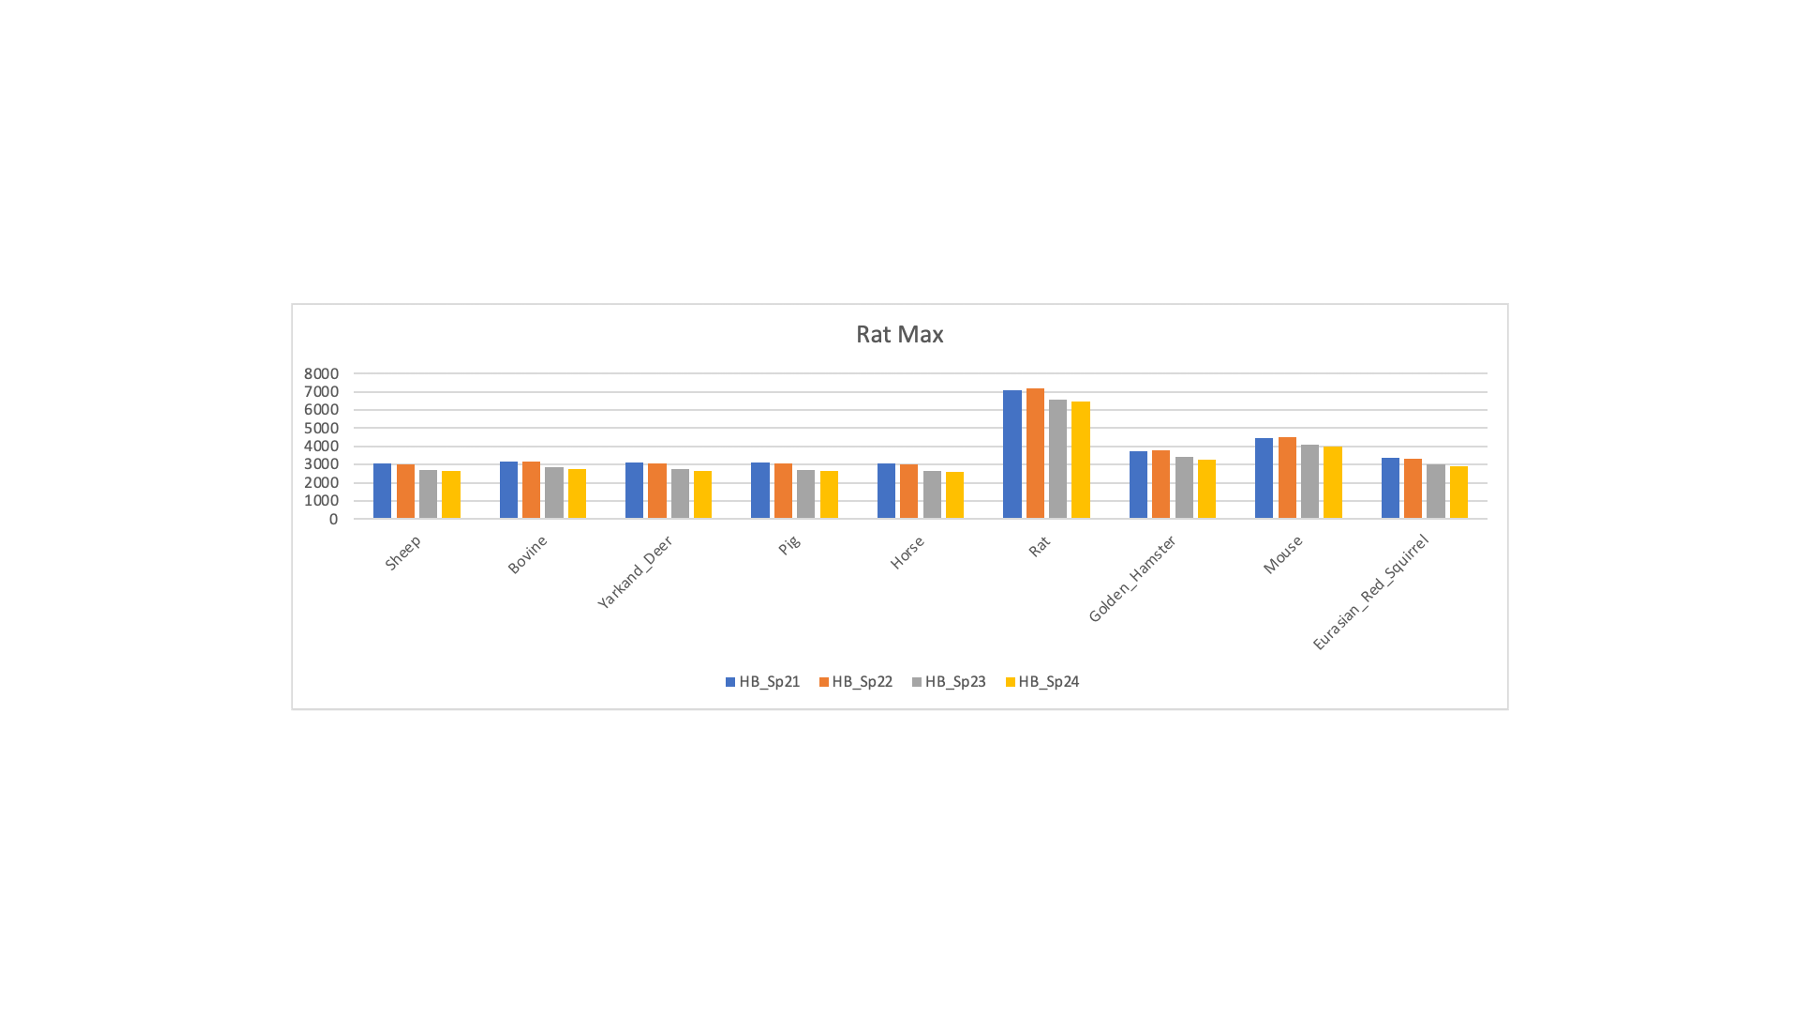 Rat Max
8000
7000
6000
5000
4000
3000
2000
1000
0
Sheep
Bovine
Yarkand_Deer
Pig
Horse
Rat
Golden_Hamster
Mouse
Eurasian_Red_Squirrel
HB_Sp21 HB_Sp22 HB_Sp23 HB_Sp24